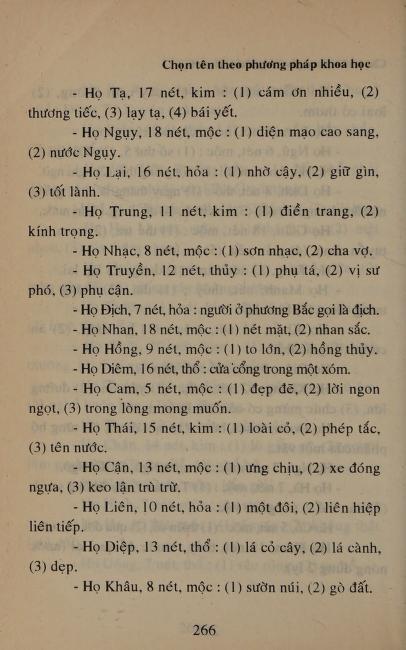 Chọn tên theo phương pháp khoa học
- Họ Tạ, 17 nét, kim : (1) cám ơn nhiều, (2)
thương tiếc, (3) lạy tạ, (4) bái yết.
- Họ Ngụy, 18 nét, mộc : (1) diện mạo cao sang,
(2) nước Ngụy.
- Họ Lại, 16 nét, hỏa : (1) nhờ cậy, (2) giữ gìn,
(3) tốt lành.
- Họ Trung, 11 nét, kim : (1) điền trang, (2)
kính trọng.
- Họ Nhạc, 8 nét, mộc : (1) sơn nhạc, (2) cha vợ.
- Họ Truyền, 12 nét, thủy : (1) phụ tá, (2) vị sư
phó, (3) phụ cận.
- Họ Địch, 7 nét, hỏa : người ở phương Bắc gọi là địch.
- Họ Nhan, 18 nét, mộc : (1) nét mặt, (2) nhan sắc.
- Họ Hồng, 9 nét, mộc : (1) to lớn, (2) hồng thủy.
- Họ Diêm, 16 nét, thổ : cửa cổng trong một xóm.
- Họ Cam, 5 nét, mộc : (1) đẹp đẽ, (2) lời ngon
ngọt, (3) trong lòng mong muốn.
- Họ Thái, 15 nét, kim : (1) loài cỏ, (2) phép tắc,
(3) tên nước.
- Họ Cận, 13 nét, mộc : (1) ưng chịu, (2) xe đóng
ngựa, (3) keo lận trù trừ.
- Họ Liên, 10 nét, hỏa : (1) một đôi, (2) liên hiệp
liên tiếp.
- Họ Diệp, 13 nét, thổ : (1) lá cỏ cây, (2) lá cành,
(3) dẹp.
- Họ Khâu, 8 nét, mộc : (1) sườn núi, (2) gò đất.
266